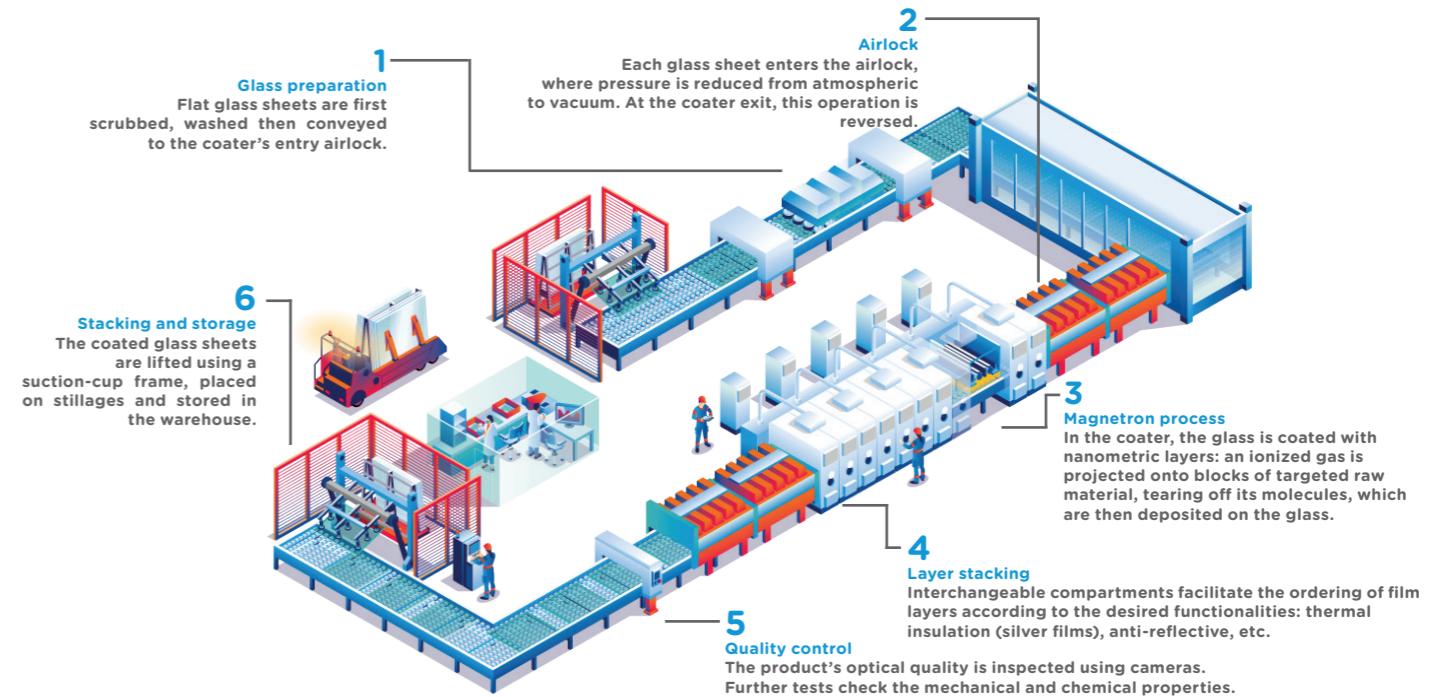 1
Glass preparation
Flat glass sheets are first
scrubbed, washed then conveyed
to the coater's entry airlock.
2
Airlock
Each glass sheet enters the airlock,
where pressure is reduced from atmospheric
to vacuum. At the coater exit, this operation is
reversed.
3
Magnetron process
In the coater, the glass is coated with
nanometric layers: an ionized gas is
projected onto blocks of targeted raw
material, tearing off its molecules, which
are then deposited on the glass.
4
Layer stacking
Interchangeable compartments facilitate the ordering of film
layers according to the desired functionalities: thermal
insulation (silver films), anti-reflective, etc.
5
Quality control
The product's optical quality is inspected using cameras.
Further tests check the mechanical and chemical properties.
6
Stacking and storage
The coated glass sheets
are lifted using a
suction-cup frame, placed
on stillages and stored in
the warehouse.